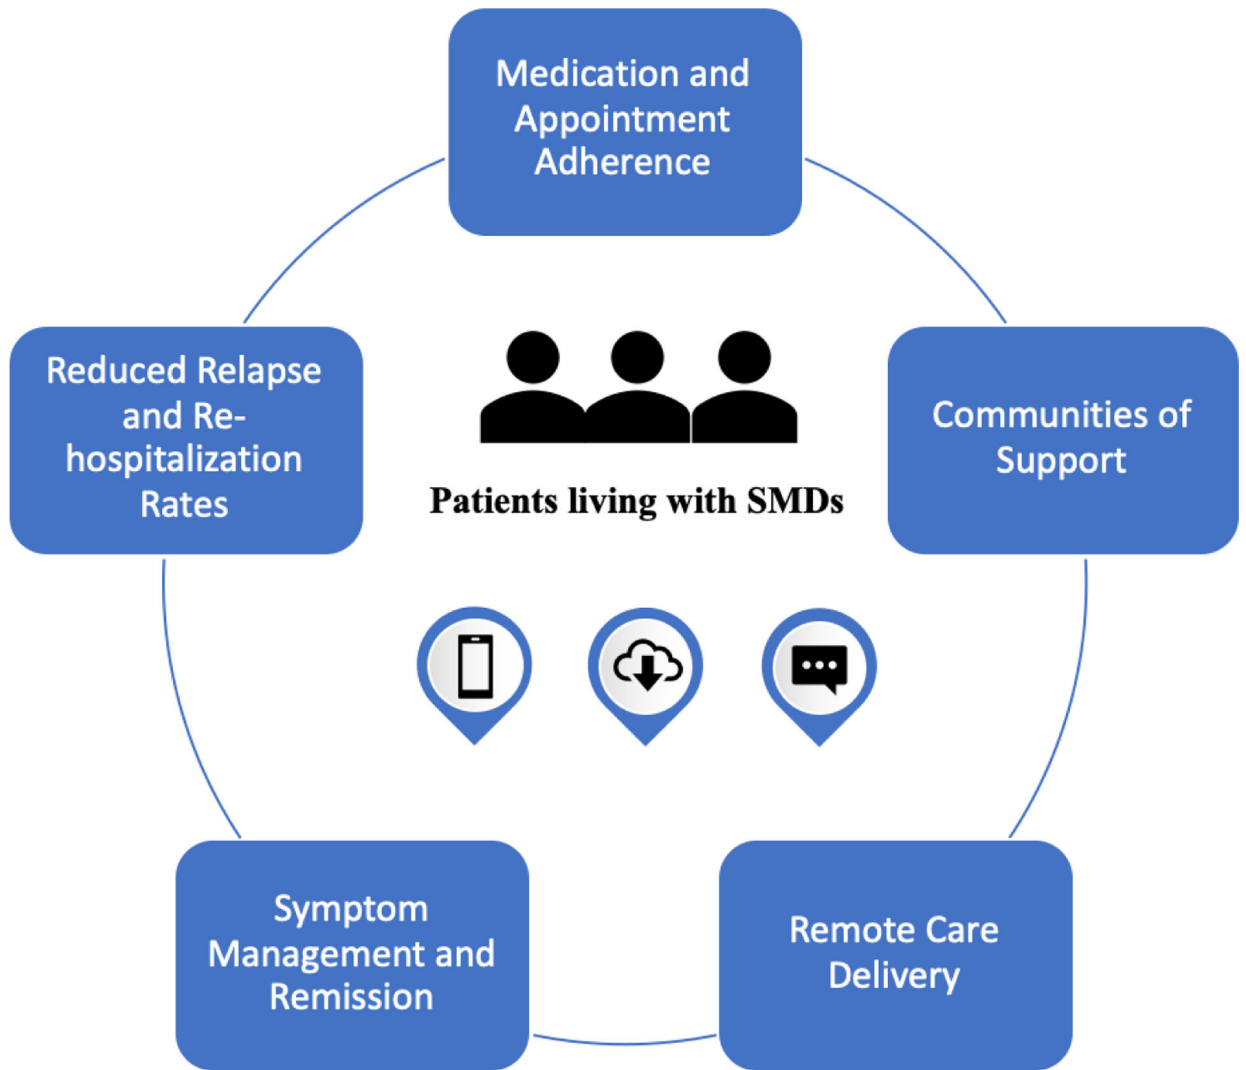 Medication and
Appointment
Adherence
Reduced Relapse
and Re-
hospitalization
Rates
Communities of
Support
Patients living with SMDs
Symptom
Management and
Remission
Remote Care
Delivery